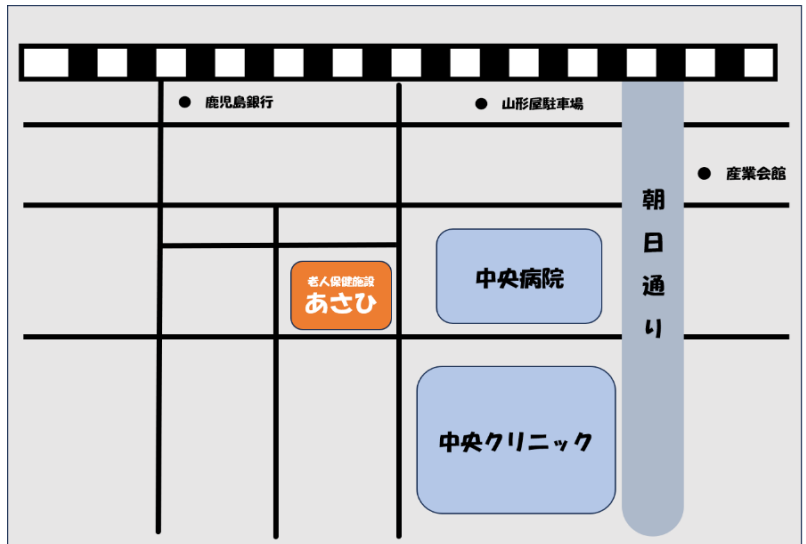 鹿児島銀行
山形屋駐車場
産業会館
朝日通り
老人保健施設
あさひ
中央病院
中央クリニック